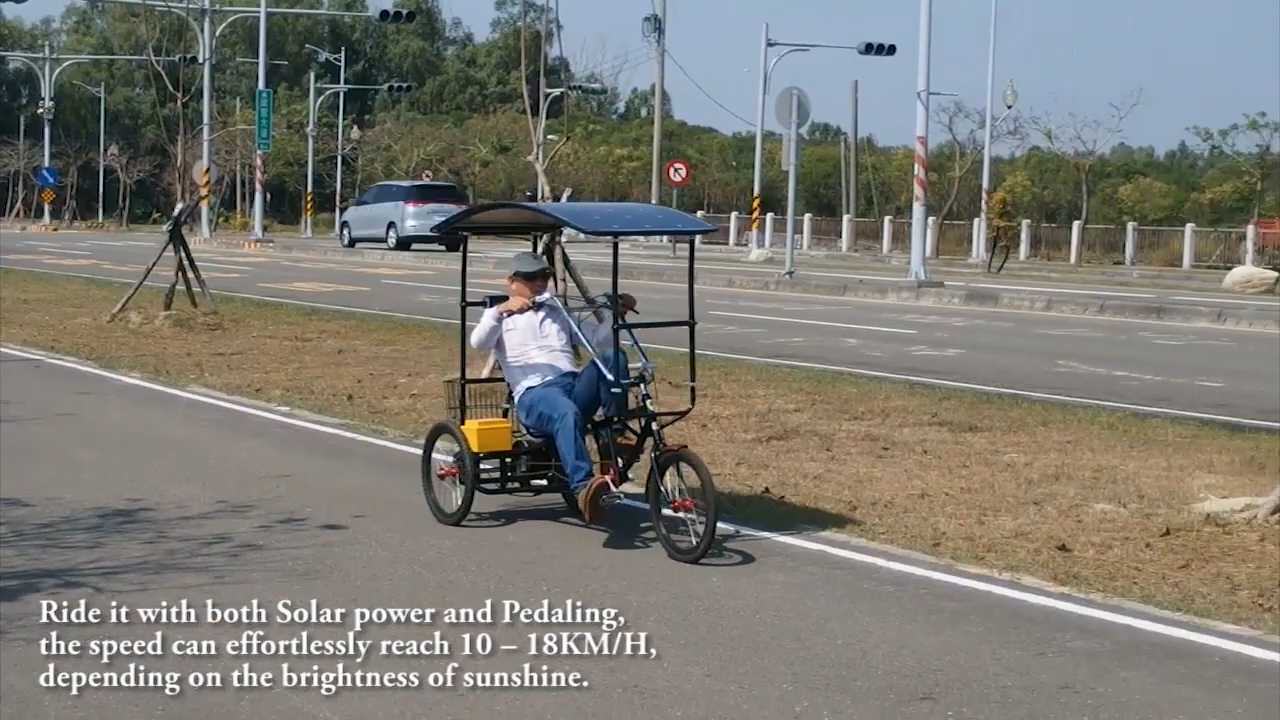 Ride it with both Solar power and Pedaling,
the speed can effortlessly reach 10 – 18KM/H,
depending on the brightness of sunshine.